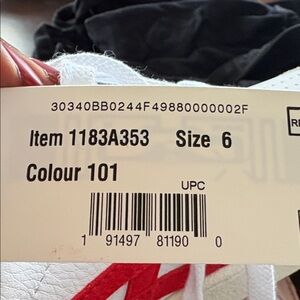 30340BB0244F49880000002F
Item 1183A353 Size 6
Colour 101
UPC
1 91497 81190 0